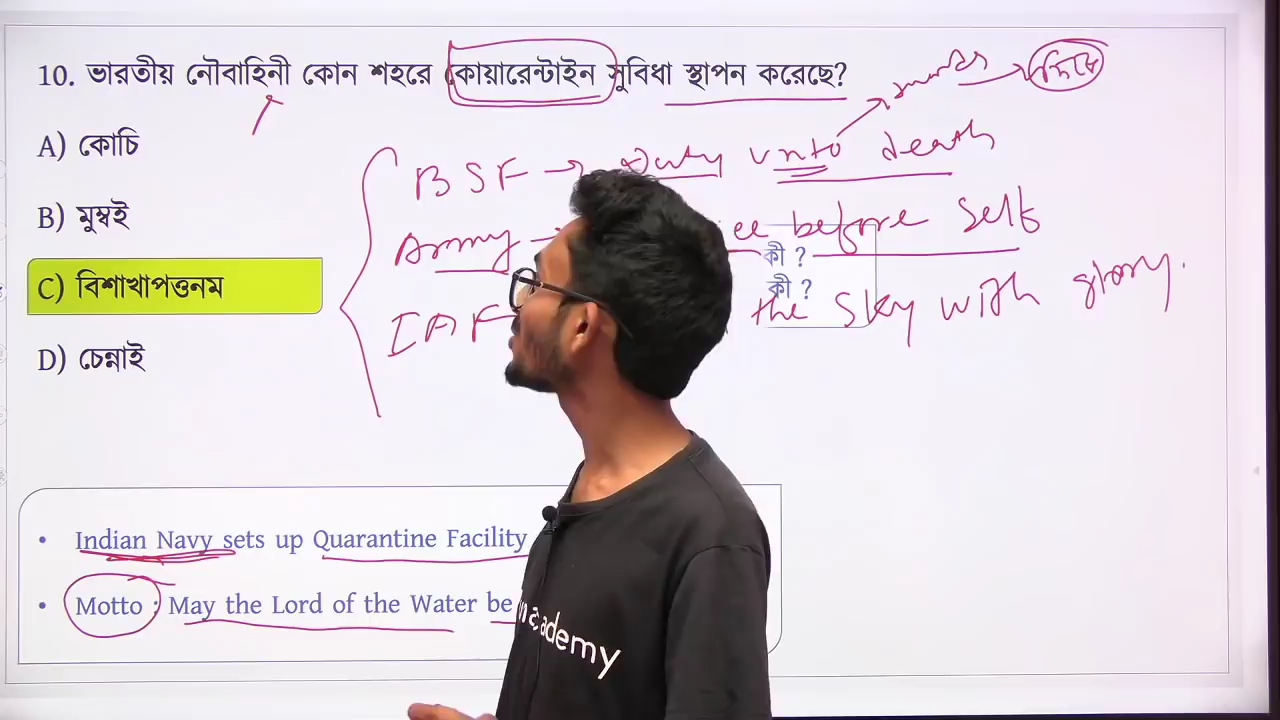 10. ভারতীয় নৌবাহিনী কোন শহরে কোয়ারেন্টাইন সুবিধা স্থাপন করেছে?
A) কোচি
B) মুম্বই
C) বিশাখাপত্তনম
D) চেন্নাই
BSF → Duty unto death
Army → before self
IAF the sky with glory.
কী ?
কী ?
• Indian Navy sets up Quarantine Facility
• Motto : May the Lord of the Water be
academy